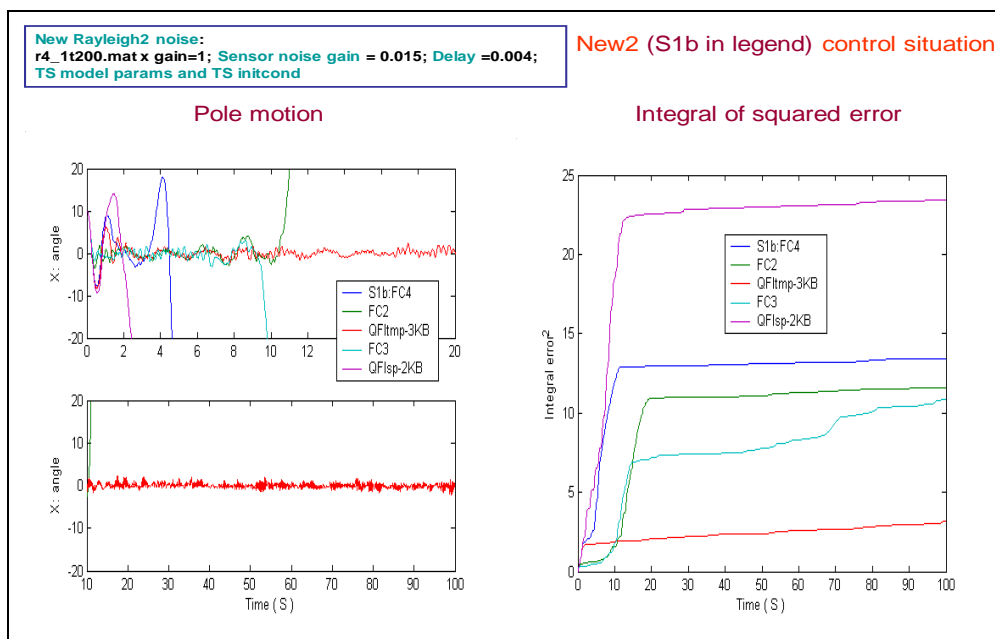 New Rayleigh2 noise:
r4_1t200.mat x gain=1; Sensor noise gain = 0.015; Delay =0.004;
TS model params and TS initcond
New2 (S1b in legend) control situation
Pole motion
Integral of squared error
20
10
0
-10
-20
X: angle
0 2 4 6 8 10 12 20
S1b:FC4
FC2
QFItmp-3KB
FC3
QFIsp-2KB
20
10
0
-10
-20
X: angle
10 20 30 40 50 60 70 80 90 100
Time ( S )
25
20
15
10
5
0
Integral error2
S1b:FC4
FC2
QFItmp-3KB
FC3
QFIsp-2KB
0 10 20 30 40 50 60 70 80 90 100
Time ( S )